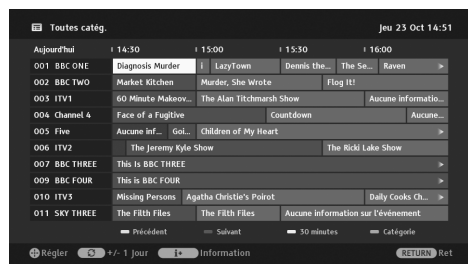 Toutes catég. Jeu 23 Oct 14:51
Aujourd'hui 14:30 15:00 15:30 16:00
001 BBC ONE Diagnosis Murder i LazyTown Dennis the... The Se... Raven
002 BBC TWO Market Kitchen Murder, She Wrote Flog It!
003 ITV1 60 Minute Makeov... The Alan Titchmarsh Show Aucune informatio...
004 Channel 4 Face of a Fugitive Countdown Aucune...
005 Five Aucune inf... Goi... Children of My Heart
006 ITV2 The Jeremy Kyle Show The Ricki Lake Show
007 BBC THREE This Is BBC THREE
009 BBC FOUR This is BBC FOUR
010 ITV3 Missing Persons Agatha Christie's Poirot Daily Cooks Ch...
011 SKY THREE The Filth Files The Filth Files Aucune information sur l'événement
Précédent Suivant 30 minutes Catégorie
Régler +/- 1 Jour i+ Information RETURN Ret